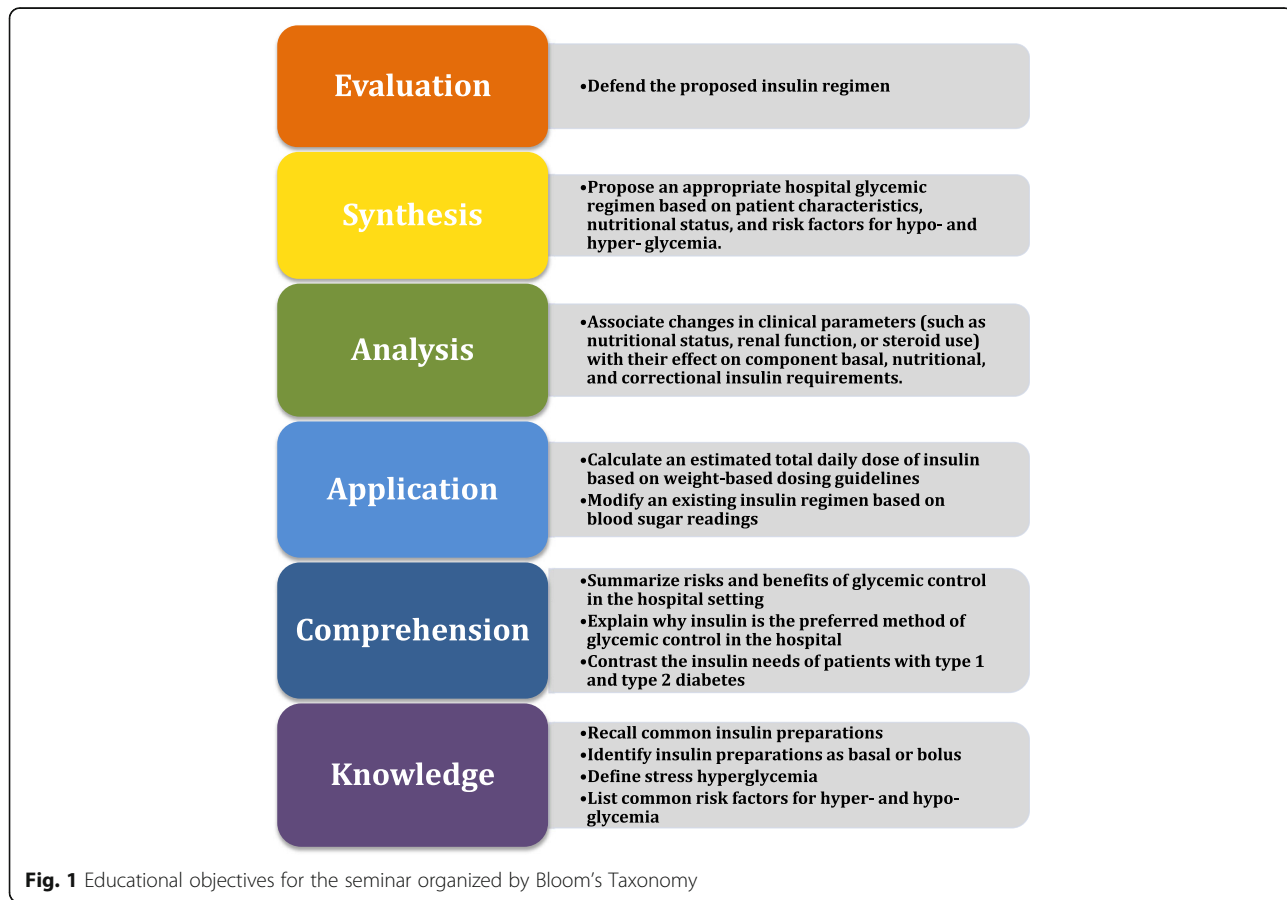 Evaluation
•Defend the proposed insulin regimen
Synthesis
•Propose an appropriate hospital glycemic
regimen based on patient characteristics,
nutritional status, and risk factors for hypo- and
hyper- glycemia.
Analysis
•Associate changes in clinical parameters (such as
nutritional status, renal function, or steroid use)
with their effect on component basal, nutritional,
and correctional insulin requirements.
Application
•Calculate an estimated total daily dose of insulin
based on weight-based dosing guidelines
•Modify an existing insulin regimen based on
blood sugar readings
Comprehension
•Summarize risks and benefits of glycemic control
in the hospital setting
•Explain why insulin is the preferred method of
glycemic control in the hospital
•Contrast the insulin needs of patients with type 1
and type 2 diabetes
Knowledge
•Recall common insulin preparations
•Identify insulin preparations as basal or bolus
•Define stress hyperglycemia
•List common risk factors for hyper- and hypo-
glycemia
Fig. 1 Educational objectives for the seminar organized by Bloom's Taxonomy